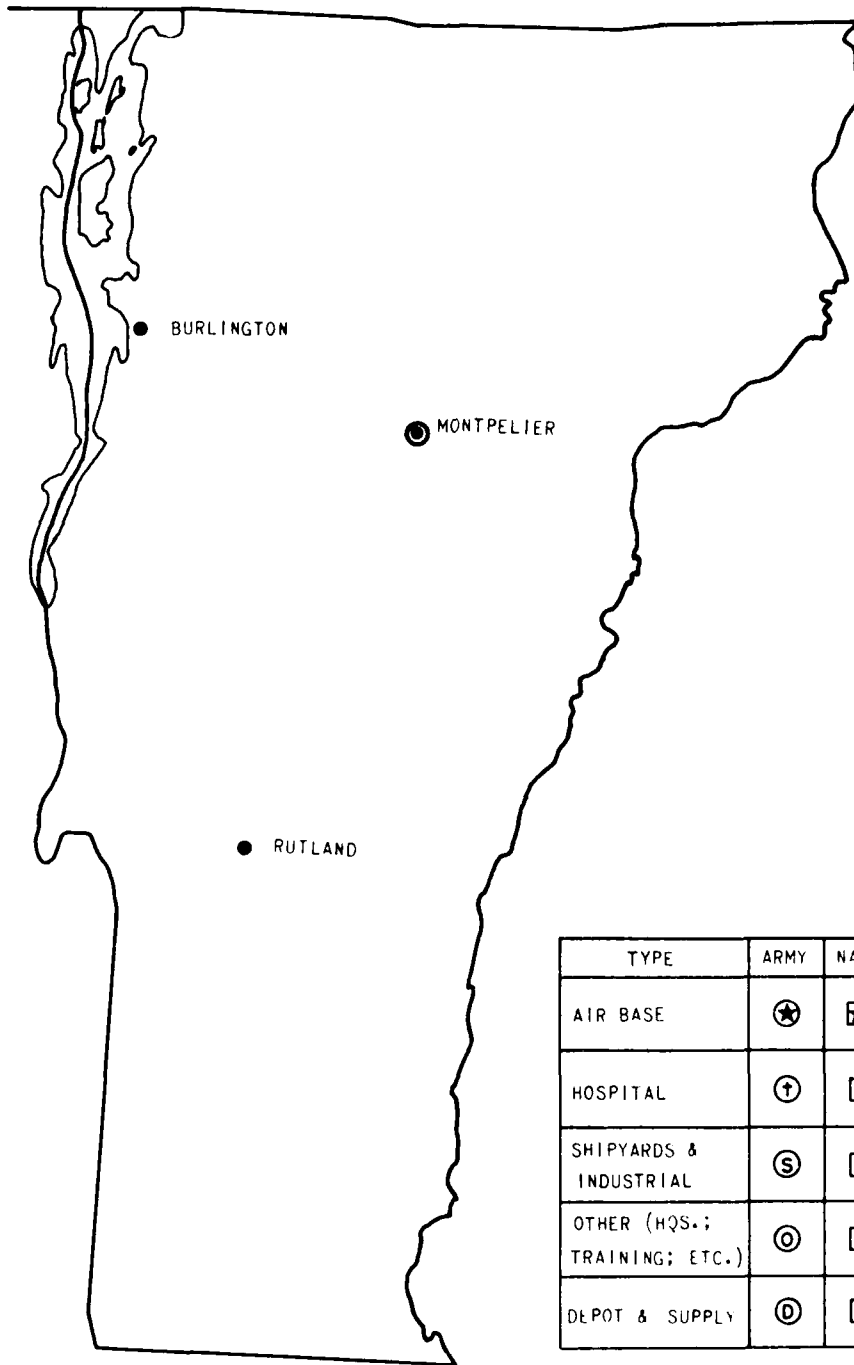 BURLINGTON
MONTPELIER
RUTLAND
TYPE ARMY
AIR BASE
HOSPITAL
SHIPYARDS &
INDUSTRIAL
S
OTHER (HQS.;
TRAINING; ETC.)
O
DEPOT & SUPPLY
D